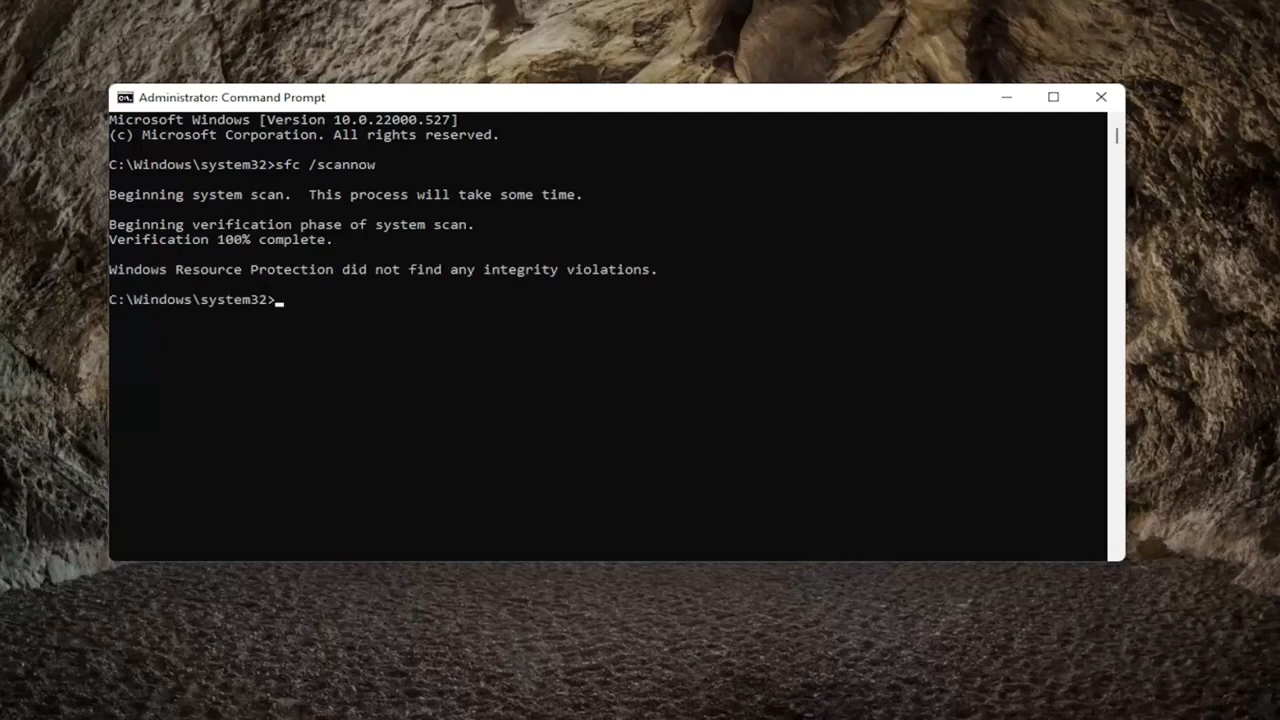 Administrator: Command Prompt
Microsoft Windows [Version 10.0.22000.527]
(c) Microsoft Corporation. All rights reserved.
C:\Windows\system32>sfc /scannow
Beginning system scan.  This process will take some time.
Beginning verification phase of system scan.
Verification 100% complete.
Windows Resource Protection did not find any integrity violations.
C:\Windows\system32>